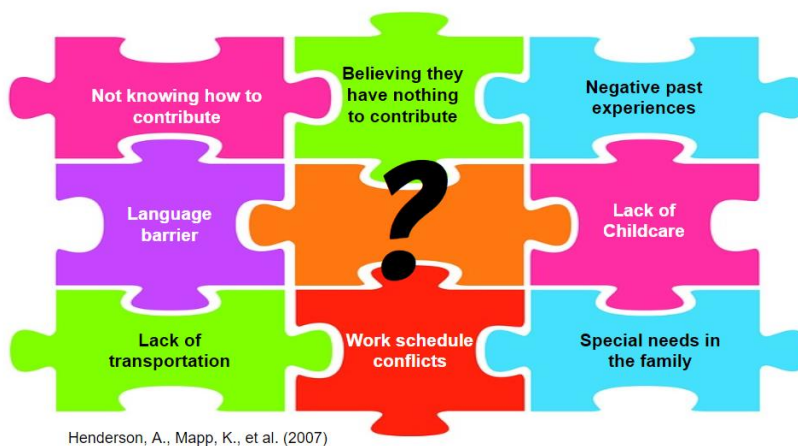 Not knowing how to
contribute
Believing they
have nothing
to contribute
Negative past
experiences
Language
barrier
?
Lack of
Childcare
Lack of
transportation
Work schedule
conflicts
Special needs in
the family
Henderson, A., Mapp, K., et al. (2007)